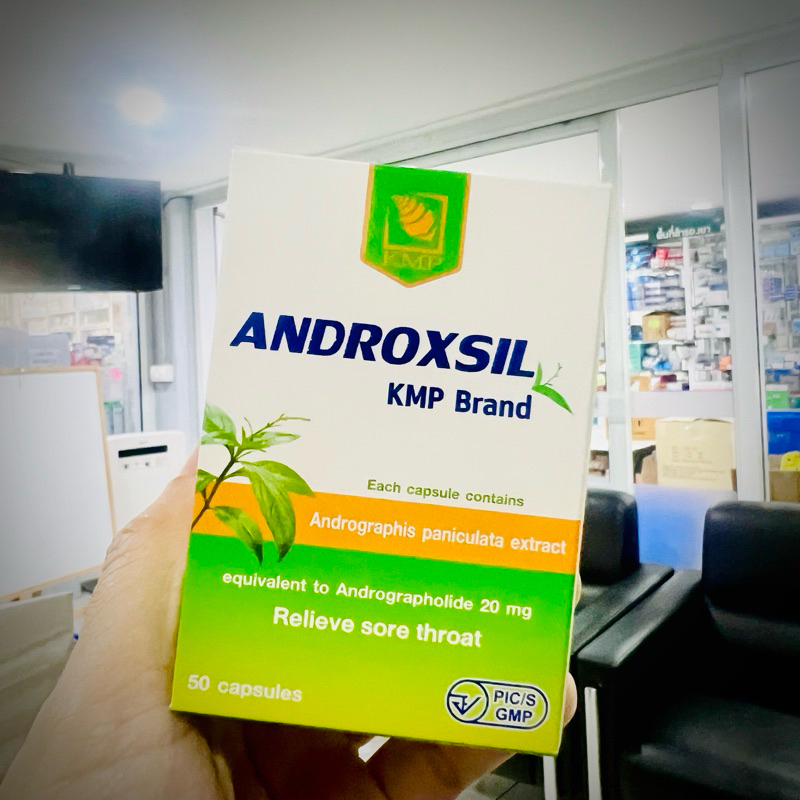 KMP
ANDROXSIL
KMP Brand
Each capsule contains
Andrographis paniculata extract
equivalent to Andrographolide 20 mg
Relieve sore throat
50 capsules
PIC/S
GMP